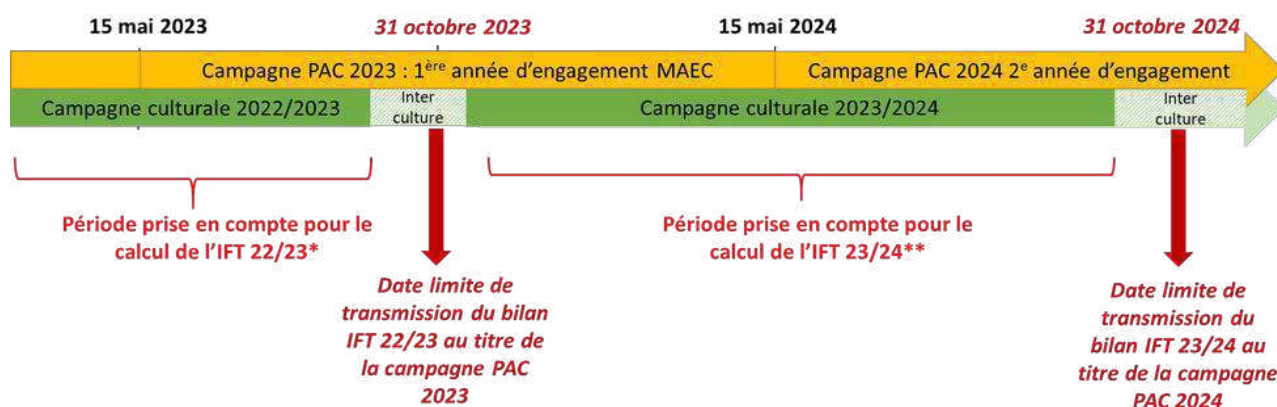 15 mai 2023
31 octobre 2023
15 mai 2024
31 octobre 2024
Campagne PAC 2023 : 1ère année d'engagement MAEC
Campagne PAC 2024 2e année d'engagement
Campagne culturale 2022/2023
Inter
culture
Campagne culturale 2023/2024
Inter
culture
Période prise en compte pour le
calcul de l'IFT 22/23*
Période prise en compte pour le
calcul de l'IFT 23/24**
Date limite de
transmission du bilan
IFT 22/23 au titre de
la campagne PAC
2023
Date limite de
transmission du
bilan IFT 23/24 au
titre de la campagne
PAC 2024